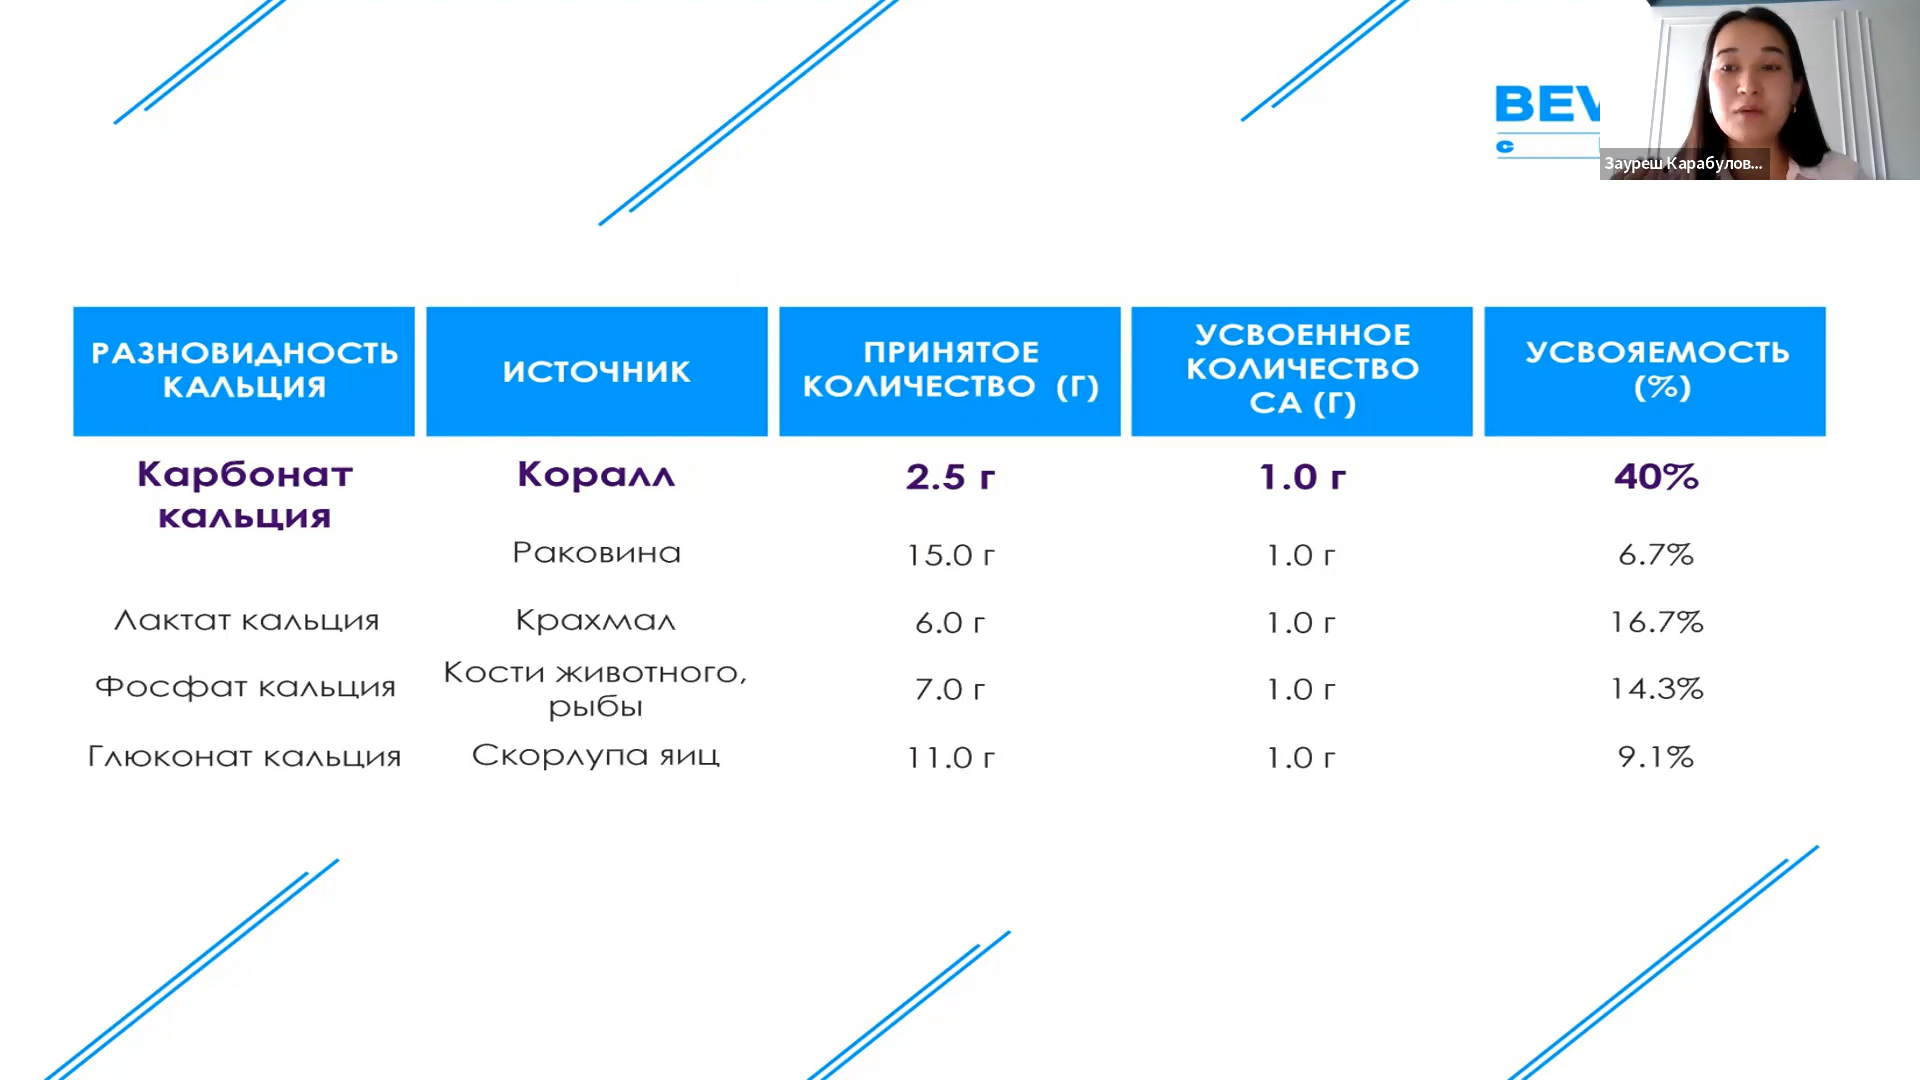 BEV
C
Зауреш Карабулов...
РАЗНОВИДНОСТЬ
КАЛЬЦИЯ
ИСТОЧНИК
ПРИНЯТОЕ
КОЛИЧЕСТВО (Г)
УСВОЕННОЕ
КОЛИЧЕСТВО
СА (Г)
УСВОЯЕМОСТЬ
(%)
Карбонат
кальция
Коралл
2.5 г
1.0 г
40%
Раковина
15.0 г
1.0 г
6.7%
Лактат кальция
Крахмал
6.0 г
1.0 г
16.7%
Фосфат кальция
Кости животного,
рыбы
7.0 г
1.0 г
14.3%
Глюконат кальция
Скорлупа яиц
11.0 г
1.0 г
9.1%